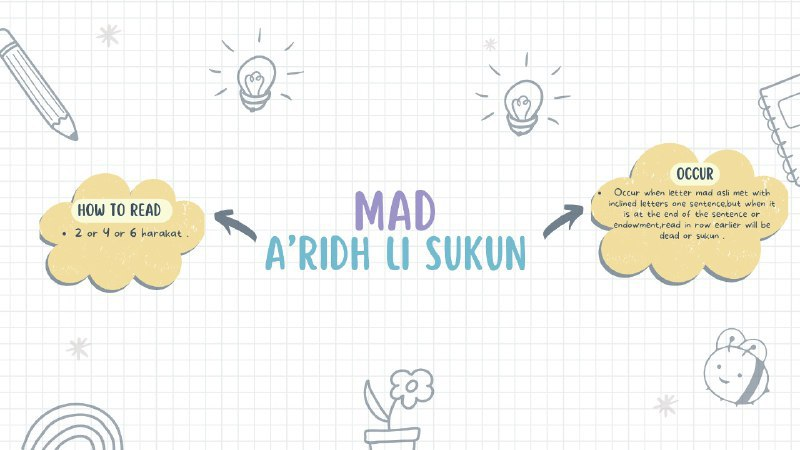 MAD
A'RIDH LI SUKUN
HOW TO READ
• 2 or 4 or 6 harakat .
OCCUR
• Occur when letter mad asli met with
inclined letters one sentence,but when it
is at the end of the sentence or
endowment,read in row earlier will be
dead or sukun .